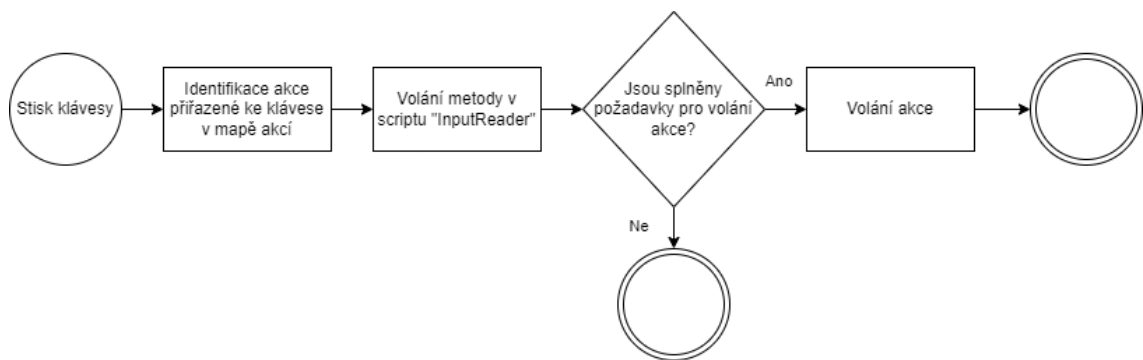 Stisk klávesy
Identifikace akce
přiřazené ke klávese
v mapě akcí
Volání metody v
scriptu "InputReader"
Jsou splněny
požadavky pro volání
akce?
Ano
Volání akce
Ne